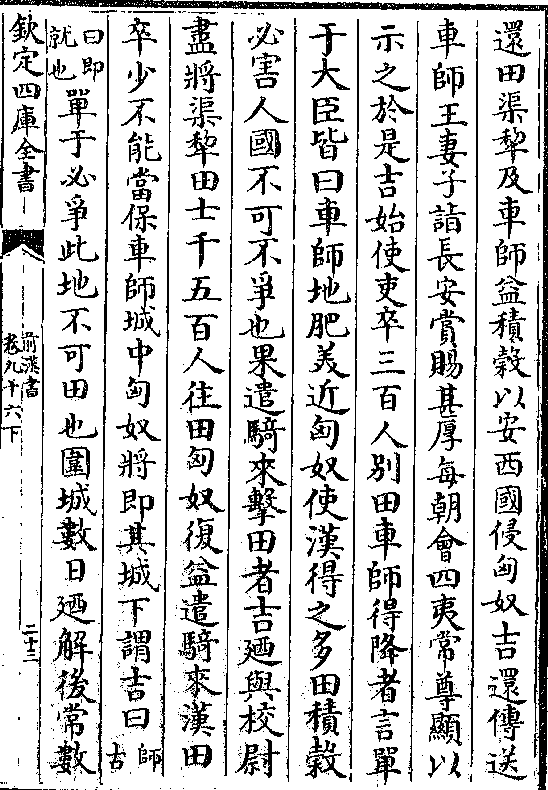 還田渠犂及車師益積穀以安西國侵匈奴吉還傳送
車師王妻子詣長安賞賜甚厚每朝會四夷常尊顯以
示之於是吉始使吏卒三百人別田車師得降者言單
于大臣皆曰車師地肥美近匈奴使漢得之多田積穀
必害人國不可不爭也果遣騎來擊田者吉廼與校尉
盡將渠犂田士千五百人往田匈奴復益遣騎來漢田
卒少不能當保車師城中匈奴將即其城下謂吉曰師古
曰即就也單于必爭此地不可田也圍城數日廼解後常數
欽定四庫全書
前漢書
卷九十六下
二十三